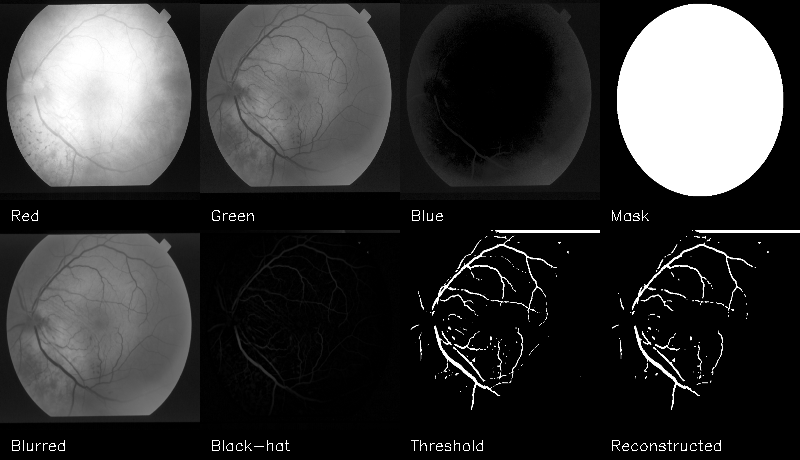 Red
Green
Blue
Mask
Blurred
Black-hat
Threshold
Reconstructed